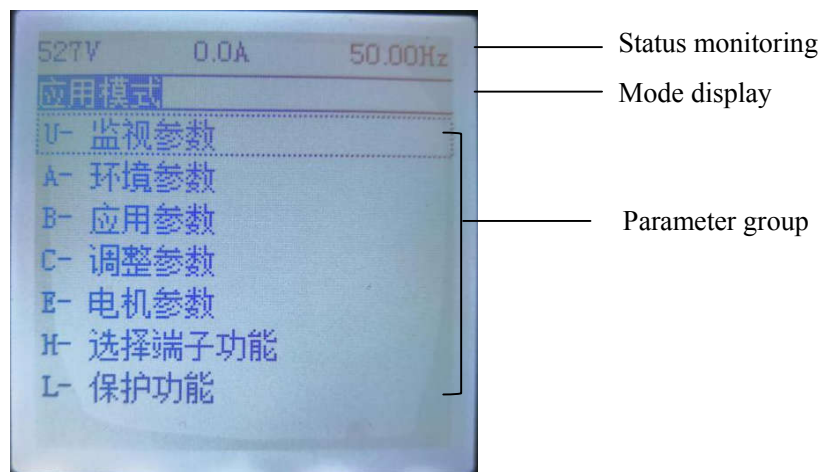 527V 0.0A 50.00Hz
Status monitoring
应用模式
Mode display
U- 监视参数
A- 环境参数
B- 应用参数
Parameter group
C- 调整参数
E- 电机参数
H- 选择端子功能
L- 保护功能